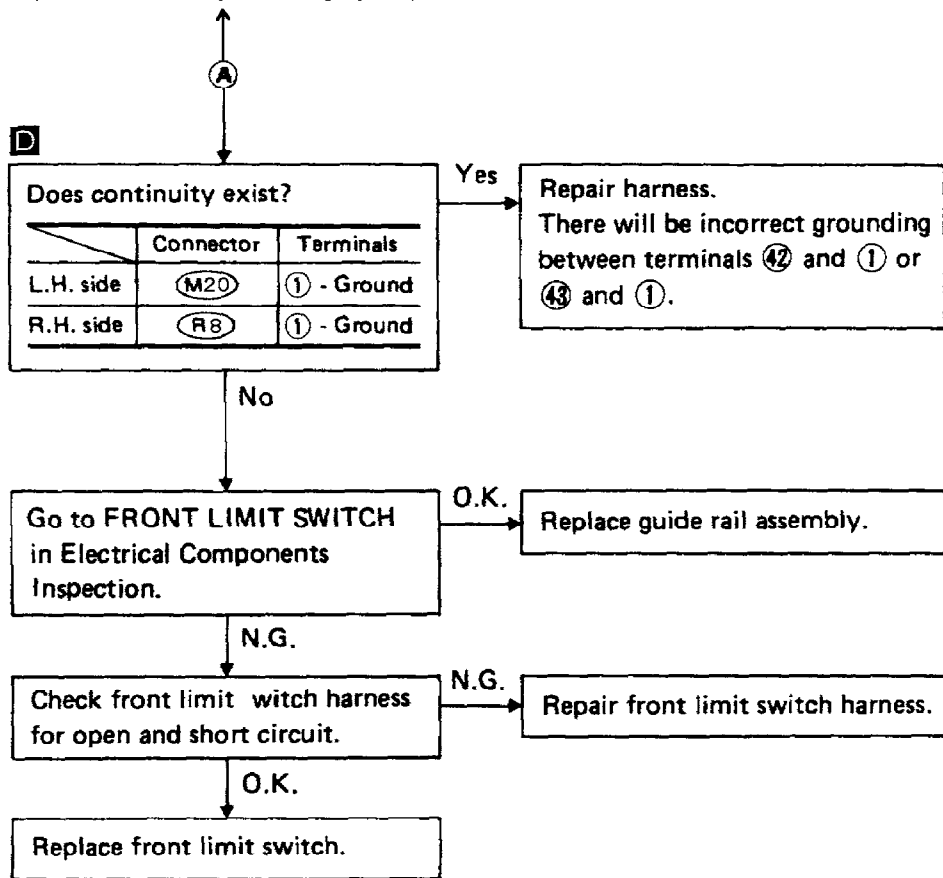 A
D
Does continuity exist?
Connector Terminals
L.H. side M20 1 - Ground
R.H. side R8 1 - Ground
Yes
Repair harness.
There will be incorrect grounding
between terminals 42 and 1 or
43 and 1.
No
Go to FRONT LIMIT SWITCH
in Electrical Components
Inspection.
O.K.
Replace guide rail assembly.
N.G.
Check front limit witch harness
for open and short circuit.
N.G.
Repair front limit switch harness.
O.K.
Replace front limit switch.